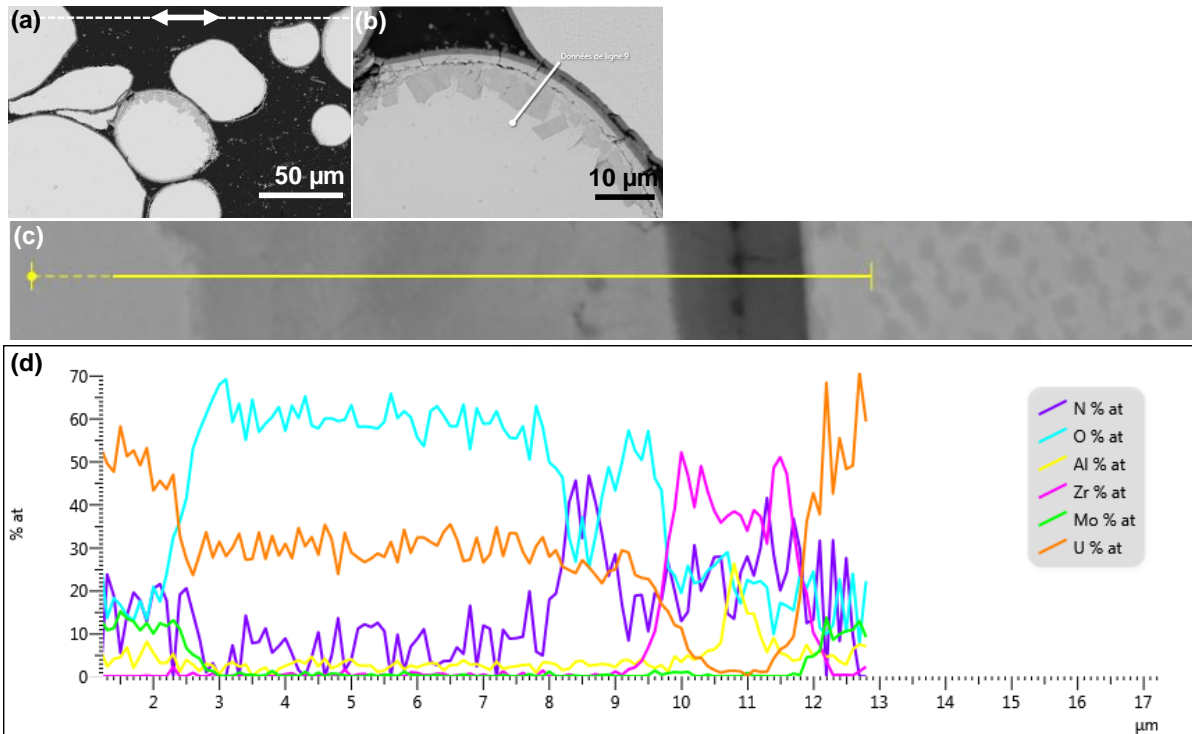 (a)
50 µm
(b)
Données de ligne 9
10 µm
(c)
(d)
70
60
50
40
30
20
10
0
% at
2
3
4
5
6
7
8
9
10
11
12
13
14
15
16
17
µm
N % at
O % at
Al % at
Zr % at
Mo % at
U % at